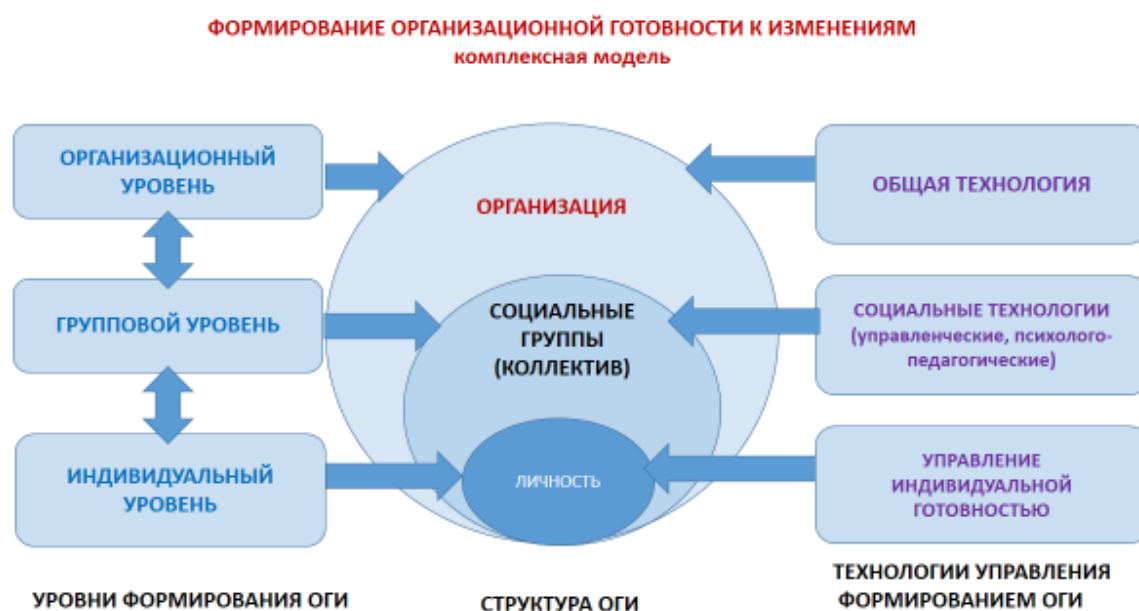 ФОРМИРОВАНИЕ ОРГАНИЗАЦИОННОЙ ГОТОВНОСТИ К ИЗМЕНЕНИЯМ
комплексная модель
ОРГАНИЗАЦИОННЫЙ
УРОВЕНЬ
ГРУППОВОЙ УРОВЕНЬ
ИНДИВИДУАЛЬНЫЙ
УРОВЕНЬ
УРОВНИ ФОРМИРОВАНИЯ ОГИ
ОРГАНИЗАЦИЯ
СОЦИАЛЬНЫЕ
ГРУППЫ
(КОЛЛЕКТИВ)
ЛИЧНОСТЬ
СТРУКТУРА ОГИ
ОБЩАЯ ТЕХНОЛОГИЯ
СОЦИАЛЬНЫЕ ТЕХНОЛОГИИ
(управленческие, психолого-
педагогические)
УПРАВЛЕНИЕ
ИНДИВИДУАЛЬНОЙ
ГОТОВНОСТЬЮ
ТЕХНОЛОГИИ УПРАВЛЕНИЯ
ФОРМИРОВАНИЕМ ОГИ